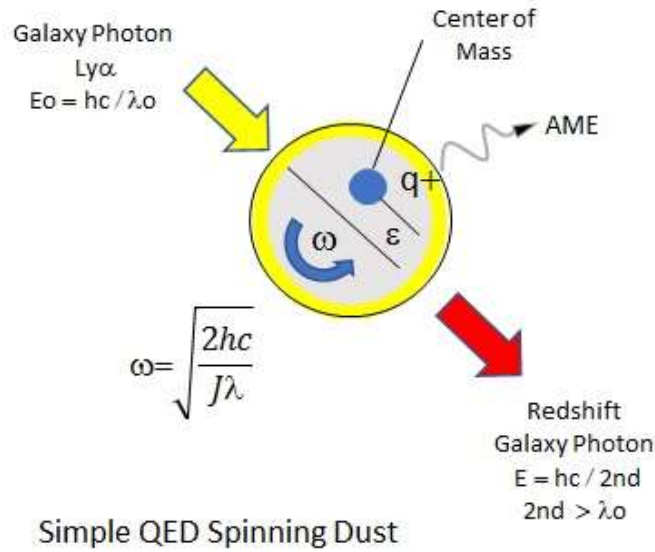 Galaxy Photon
Lyα
Eo = hc / λo
Center of
Mass
AME
q+
ω
ε
ω=√(2hc/Jλ)
Redshift
Galaxy Photon
E = hc / 2nd
2nd > λo
Simple QED Spinning Dust